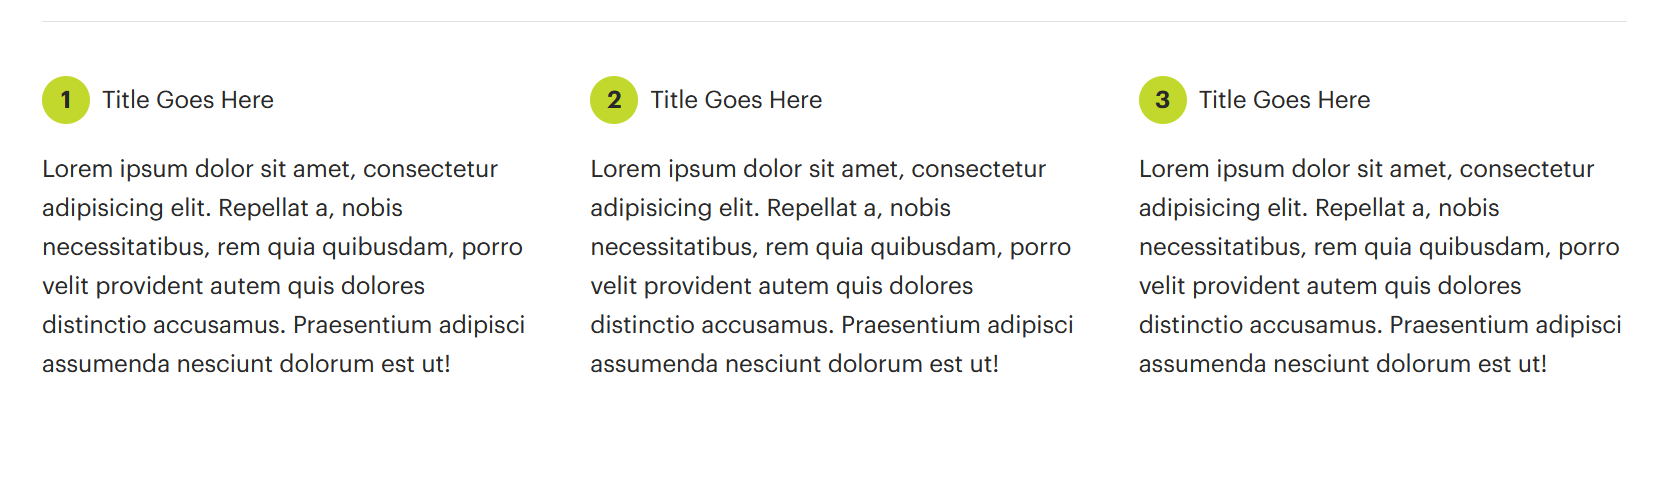 1 Title Goes Here
Lorem ipsum dolor sit amet, consectetur
adipisicing elit. Repellat a, nobis
necessitatibus, rem quia quibusdam, porro
velit provident autem quis dolores
distinctio accusamus. Praesentium adipisci
assumenda nesciunt dolorum est ut!
2 Title Goes Here
Lorem ipsum dolor sit amet, consectetur
adipisicing elit. Repellat a, nobis
necessitatibus, rem quia quibusdam, porro
velit provident autem quis dolores
distinctio accusamus. Praesentium adipisci
assumenda nesciunt dolorum est ut!
3 Title Goes Here
Lorem ipsum dolor sit amet, consectetur
adipisicing elit. Repellat a, nobis
necessitatibus, rem quia quibusdam, porro
velit provident autem quis dolores
distinctio accusamus. Praesentium adipisci
assumenda nesciunt dolorum est ut!